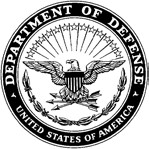 DEPARTMENT OF DEFENSE
UNITED STATES OF AMERICA